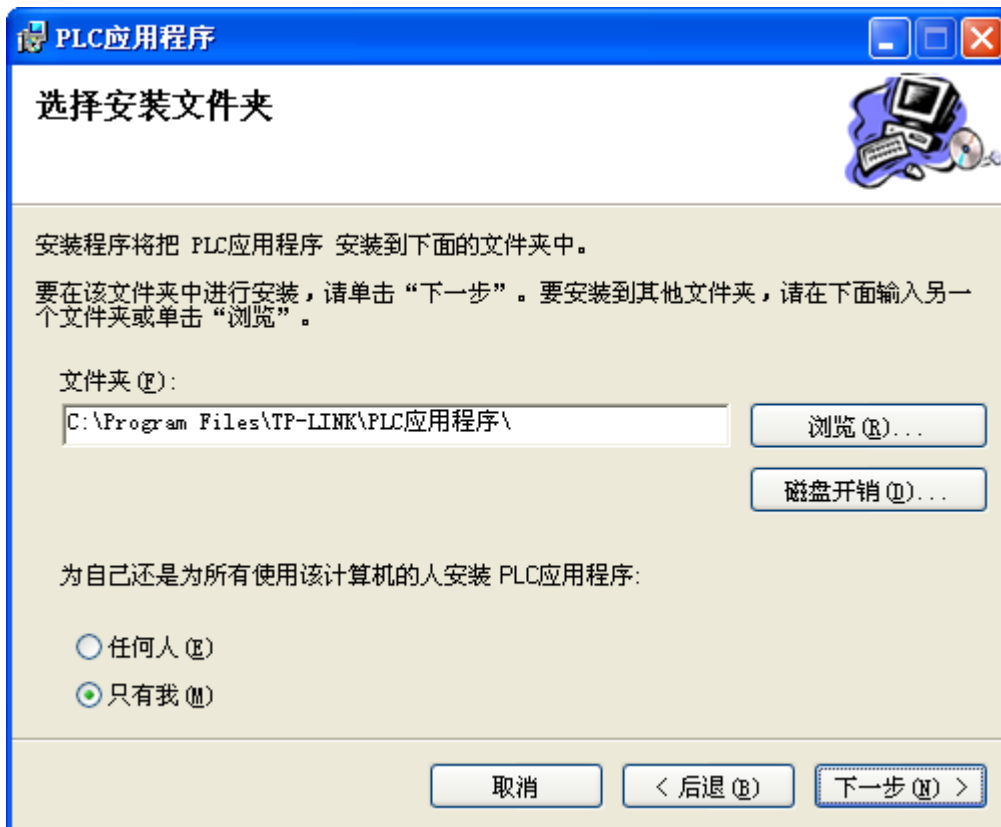 PLC应用程序
选择安装文件夹
安装程序将把 PLC应用程序 安装到下面的文件夹中。
要在该文件夹中进行安装，请单击“下一步”。要安装到其他文件夹，请在下面输入另一
个文件夹或单击“浏览”。
文件夹(F):
C:\Program Files\TP-LINK\PLC应用程序\
浏览(R)...
磁盘开销(D)...
为自己还是为所有使用该计算机的人安装 PLC应用程序:
任何人(E)
只有我(M)
取消
< 后退(B)
下一步(N) >